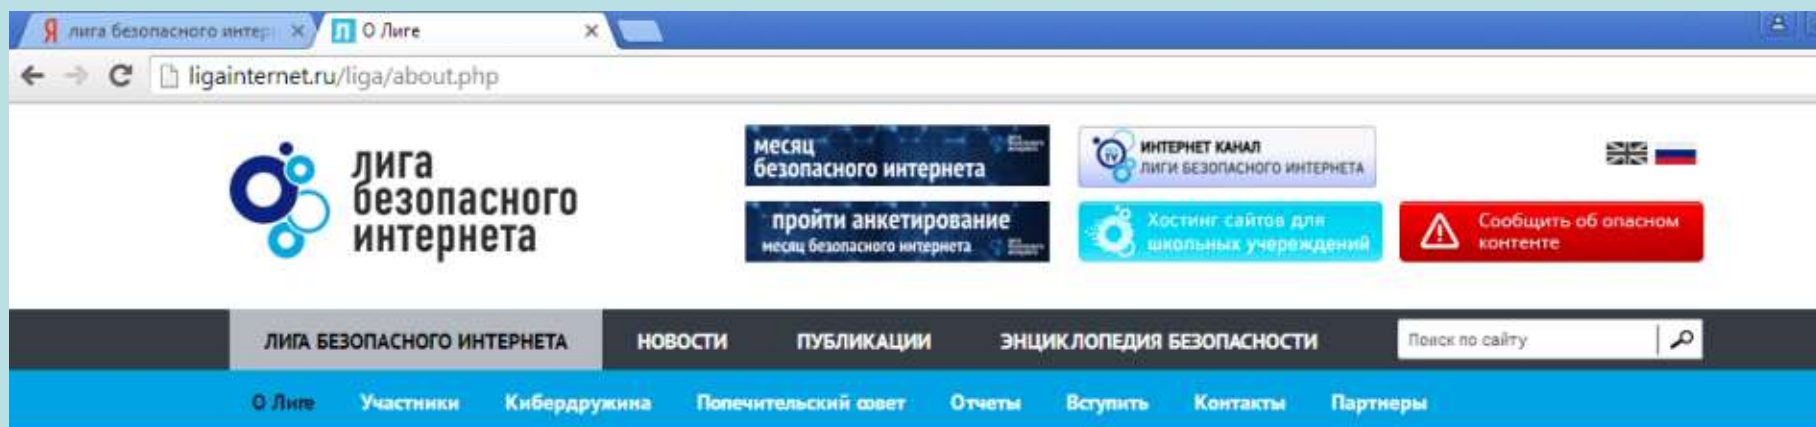 Я лига безопасного интер
Л О Лиге
ligainternet.ru/liga/about.php
лига
безопасного
интернета
месяц
безопасного интернета
пройти анкетирование
месяц безопасного интернета
TV
ИНТЕРНЕТ КАНАЛ
ЛИГИ БЕЗОПАСНОГО ИНТЕРНЕТА
Хостинг сайтов для
школьных учереждений
Сообщить об опасном
контенте
ЛИГА БЕЗОПАСНОГО ИНТЕРНЕТА НОВОСТИ ПУБЛИКАЦИИ ЭНЦИКЛОПЕДИЯ БЕЗОПАСНОСТИ Поиск по сайту
О Лиге Участники Кибердружина Попечительский совет Отчеты Вступить Контакты Партнеры